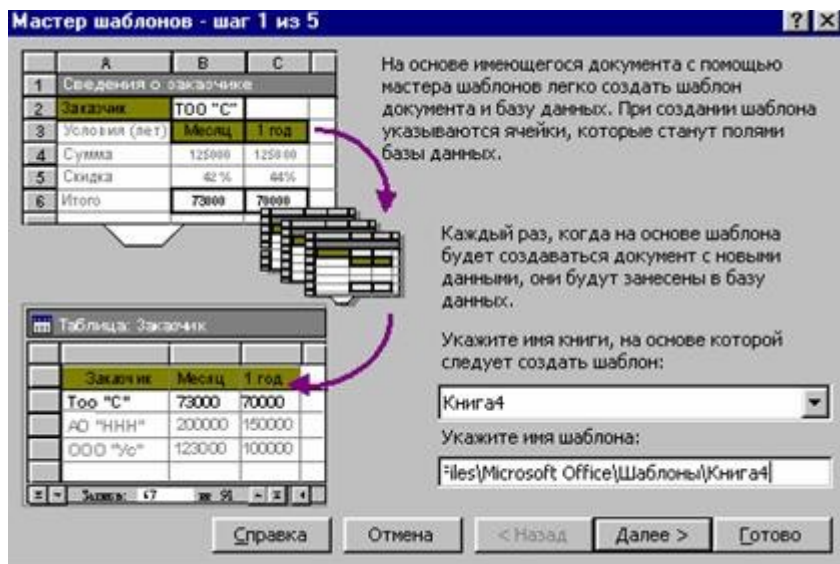 Мастер шаблонов - шаг 1 из 5
A B C
1 Сведения о заказчике
2 Заказчик ТОО "С"
3 Условия (лет) Месяц 1 год
4 Сумма 125000 125000
5 Скидка 42% 44%
6 Итого 73000 70000
На основе имеющегося документа с помощью
мастера шаблонов легко создать шаблон
документа и базу данных. При создании шаблона
указываются ячейки, которые станут полями
базы данных.
Каждый раз, когда на основе шаблона
будет создаваться документ с новыми
данными, они будут занесены в базу
данных.
Таблица: Заказчик
Заказчик Месяц 1 год
Тоо "С" 73000 70000
АО "ННН" 200000 150000
ООО "Ус" 123000 100000
Запись: 67 из 91
Укажите имя книги, на основе которой
следует создать шаблон:
Книга4
Укажите имя шаблона:
Files\Microsoft Office\Шаблоны\Книга4
Справка Отмена < Назад Далее > Готово